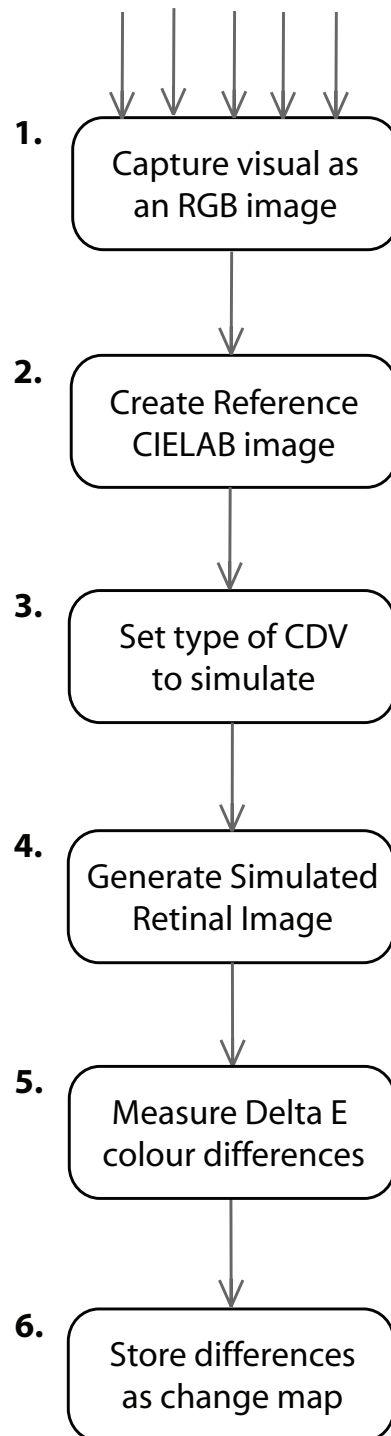 1.
Capture visual as
an RGB image
2.
Create Reference
CIELAB image
3.
Set type of CDV
to simulate
4.
Generate Simulated
Retinal Image
5.
Measure Delta E
colour differences
6.
Store differences
as change map